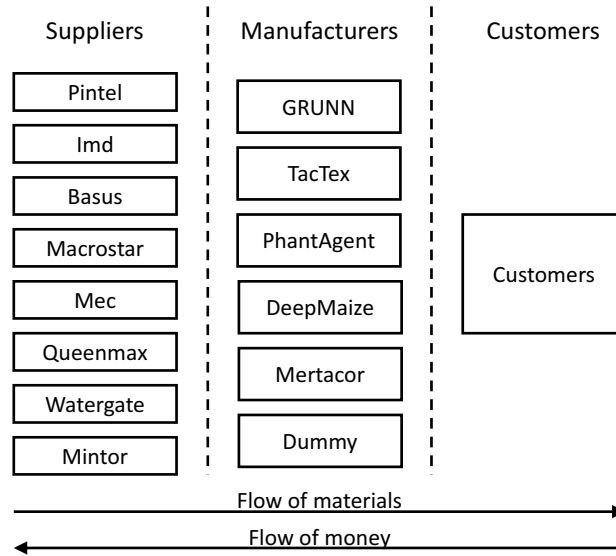 Suppliers
Manufacturers
Customers
Pintel
Imd
Basus
Macrostar
Mec
Queenmax
Watergate
Mintor
GRUNN
TacTex
PhantAgent
DeepMaize
Mertacor
Dummy
Customers
Flow of materials
Flow of money